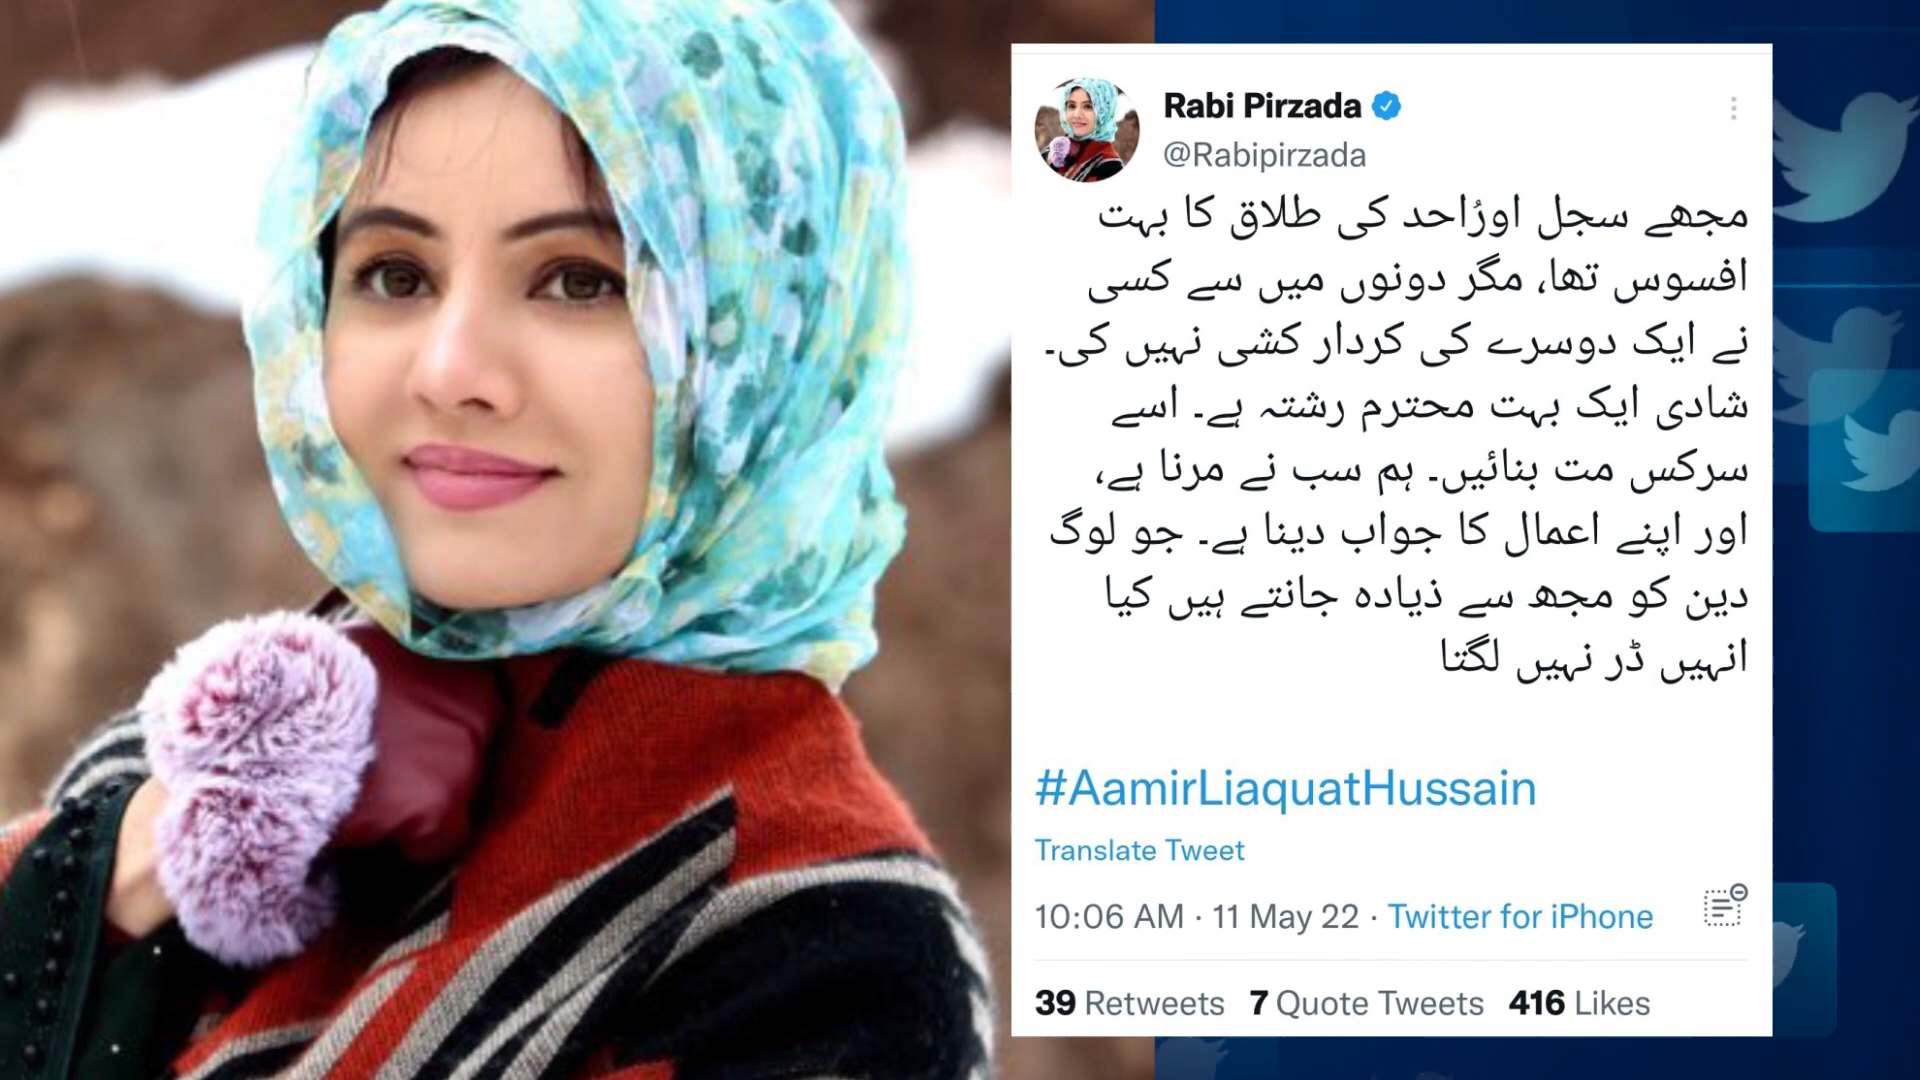 Rabi Pirzada
@Rabipirzada
مجھے سجل اورُاحد کی طلاق کا بہت
افسوس تھا، مگر دونوں میں سے کسی
نے ایک دوسرے کی کردار کشی نہیں کی۔
شادی ایک بہت محترم رشتہ ہے۔ اسے
سرکس مت بنائیں۔ ہم سب نے مرنا ہے،
اور اپنے اعمال کا جواب دینا ہے۔ جو لوگ
دین کو مجھ سے ذیادہ جانتے ہیں کیا
انہیں ڈر نہیں لگتا
#AamirLiaquatHussain
Translate Tweet
10:06 AM · 11 May 22 · Twitter for iPhone
39 Retweets 7 Quote Tweets 416 Likes